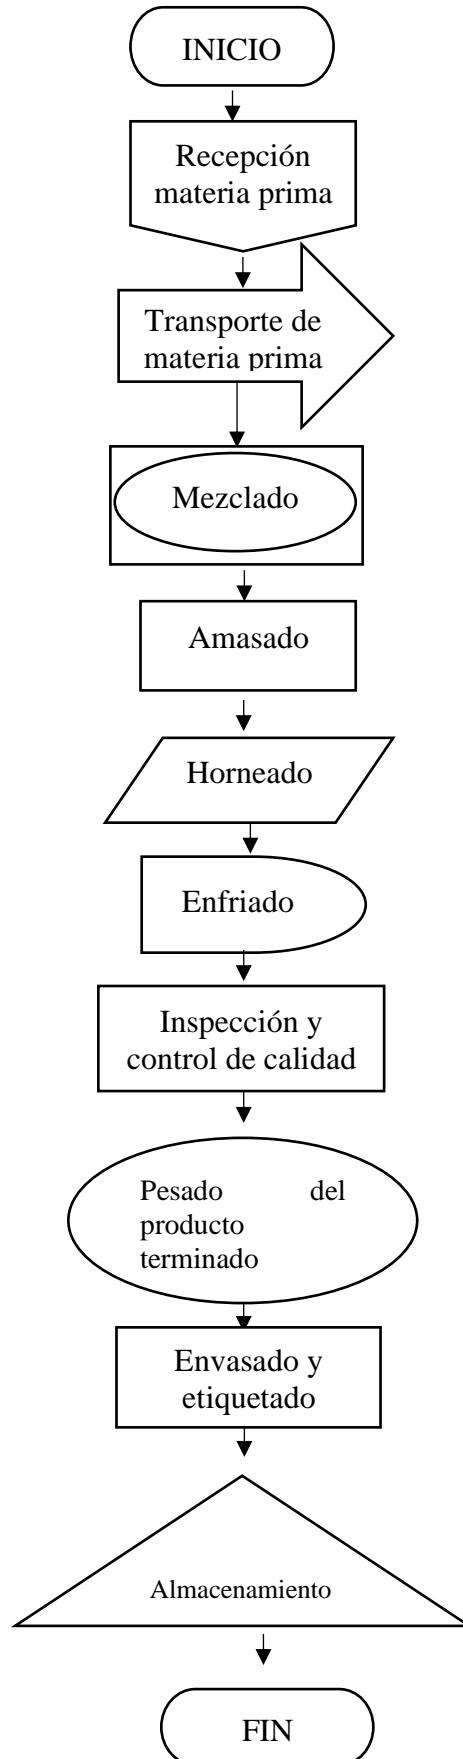 INICIO
Recepción
materia prima
Transporte de
materia prima
Mezclado
Amasado
Horneado
Enfriado
Inspección y
control de calidad
Pesado del
producto
terminado
Envasado y
etiquetado
Almacenamiento
FIN